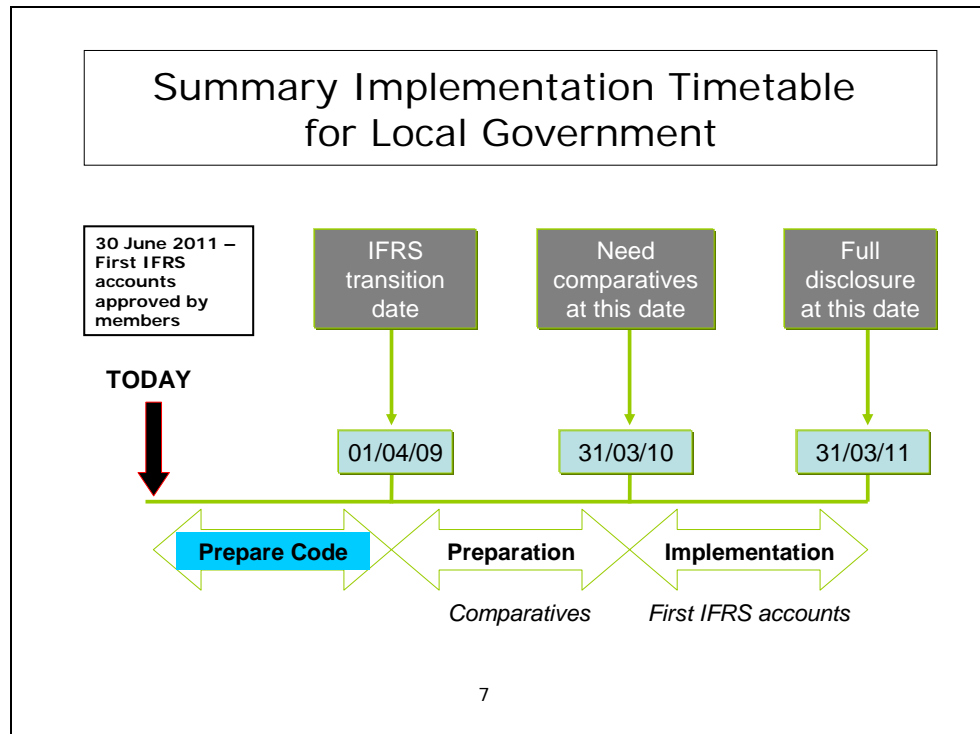 Summary Implementation Timetable
for Local Government
30 June 2011 –
First IFRS
accounts
approved by
members
IFRS
transition
date
Need
comparatives
at this date
Full
disclosure
at this date
TODAY
01/04/09
31/03/10
31/03/11
Prepare Code
Preparation
Implementation
Comparatives
First IFRS accounts
7